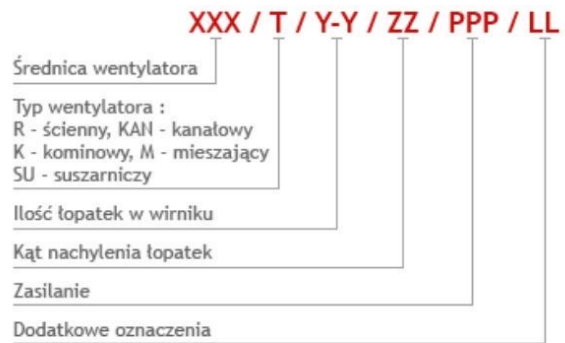 XXX / T / Y-Y / ZZ / PPP / LL
Średnica wentylatora
Typ wentylatora :
R - ścienny, KAN - kanałowy
K - kominowy, M - mieszający
SU - suszarniczy
Ilość łopatek w wirniku
Kąt nachylenia łopatek
Zasilanie
Dodatkowe oznaczenia